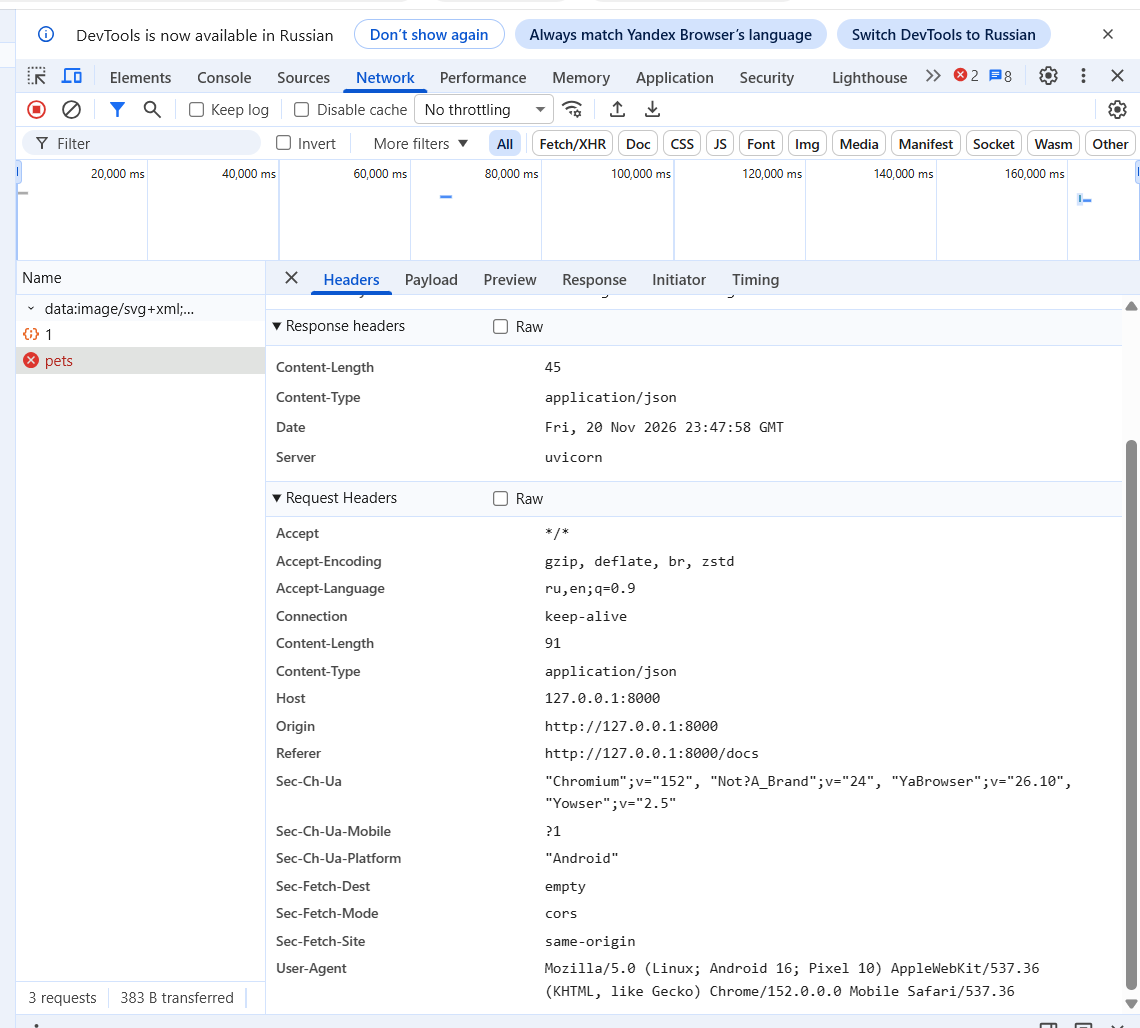 DevTools is now available in Russian Don't show again Always match Yandex Browser's language Switch DevTools to Russian
Elements Console Sources Network Performance Memory Application Security Lighthouse 2 8
Keep log Disable cache No throttling
Filter Invert More filters All Fetch/XHR Doc CSS JS Font Img Media Manifest Socket Wasm Other
20,000 ms 40,000 ms 60,000 ms 80,000 ms 100,000 ms 120,000 ms 140,000 ms 160,000 ms
Name
data:image/svg+xml;...
1
pets
3 requests 383 B transferred
Headers Payload Preview Response Initiator Timing
Response headers Raw
Content-Length 45
Content-Type application/json
Date Fri, 20 Nov 2026 23:47:58 GMT
Server uvicorn
Request Headers Raw
Accept */*
Accept-Encoding gzip, deflate, br, zstd
Accept-Language ru,en;q=0.9
Connection keep-alive
Content-Length 91
Content-Type application/json
Host 127.0.0.1:8000
Origin http://127.0.0.1:8000
Referer http://127.0.0.1:8000/docs
Sec-Ch-Ua "Chromium";v="152", "Not?A_Brand";v="24", "YaBrowser";v="26.10",
"Yowser";v="2.5"
Sec-Ch-Ua-Mobile ?1
Sec-Ch-Ua-Platform "Android"
Sec-Fetch-Dest empty
Sec-Fetch-Mode cors
Sec-Fetch-Site same-origin
User-Agent Mozilla/5.0 (Linux; Android 16; Pixel 10) AppleWebKit/537.36
(KHTML, like Gecko) Chrome/152.0.0.0 Mobile Safari/537.36